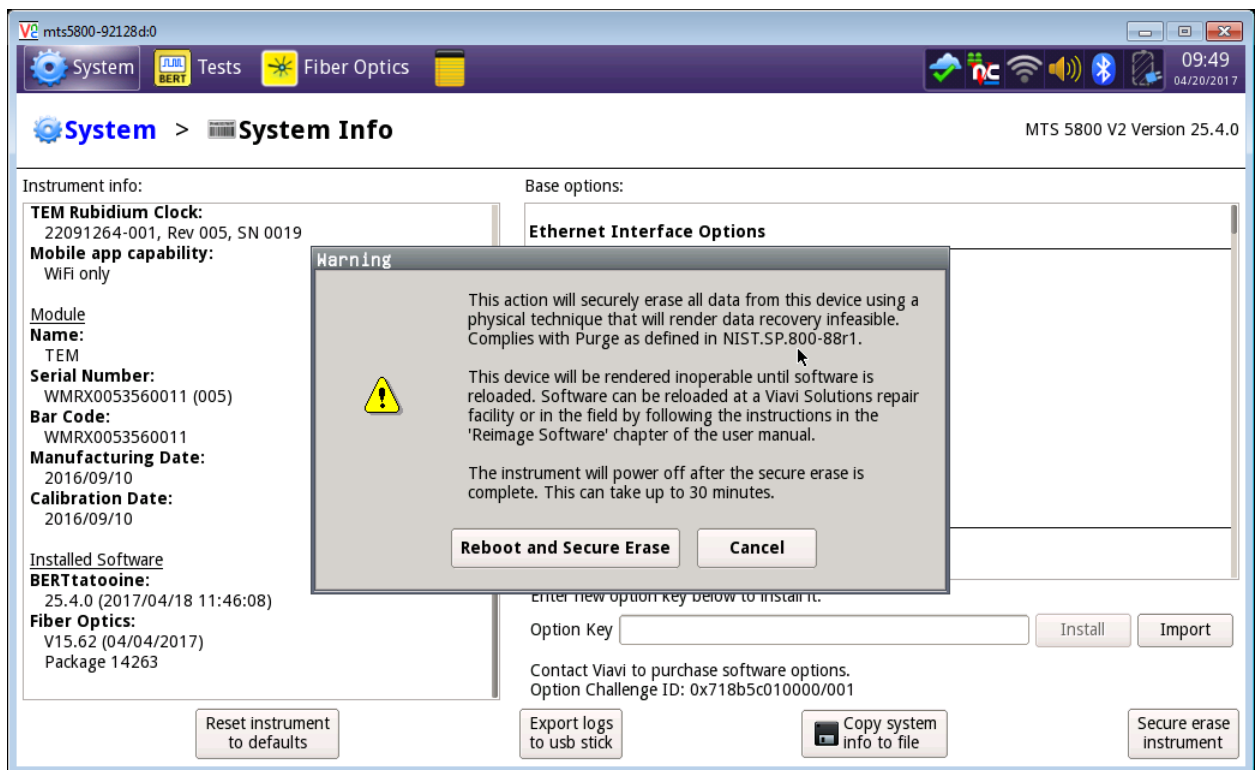 mts5800-92128d:0
System
BERT
Tests
Fiber Optics
09:49
04/20/2017
System > System Info
MTS 5800 V2 Version 25.4.0
Instrument info:
TEM Rubidium Clock:
22091264-001, Rev 005, SN 0019
Mobile app capability:
WiFi only
Module
Name:
TEM
Serial Number:
WMRX0053560011 (005)
Bar Code:
WMRX0053560011
Manufacturing Date:
2016/09/10
Calibration Date:
2016/09/10
Installed Software
BERTtatooine:
25.4.0 (2017/04/18 11:46:08)
Fiber Optics:
V15.62 (04/04/2017)
Package 14263
Base options:
Ethernet Interface Options
Warning
This action will securely erase all data from this device using a
physical technique that will render data recovery infeasible.
Complies with Purge as defined in NIST.SP.800-88r1.
This device will be rendered inoperable until software is
reloaded. Software can be reloaded at a Viavi Solutions repair
facility or in the field by following the instructions in the
'Reimage Software' chapter of the user manual.
The instrument will power off after the secure erase is
complete. This can take up to 30 minutes.
Reboot and Secure Erase
Cancel
Enter new option key below to install it.
Option Key
Install
Import
Contact Viavi to purchase software options.
Option Challenge ID: 0x718b5c010000/001
Reset instrument
to defaults
Export logs
to usb stick
Copy system
info to file
Secure erase
instrument